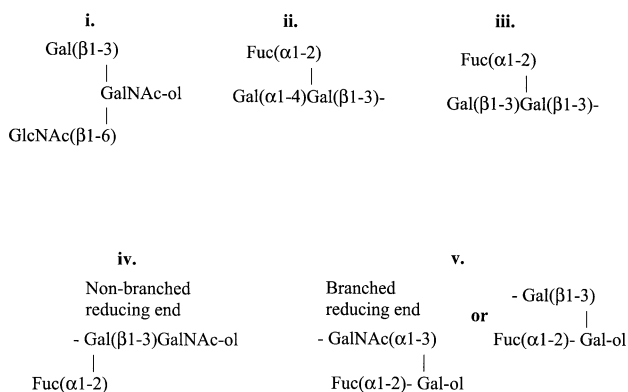 i.
Gal(β1-3)
GalNAc-ol
GlcNAc(β1-6)
ii.
Fuc(α1-2)
Gal(α1-4)Gal(β1-3)-
iii.
Fuc(α1-2)
Gal(β1-3)Gal(β1-3)-
iv.
Non-branched
reducing end
- Gal(β1-3)GalNAc-ol
Fuc(α1-2)
v.
Branched
reducing end
- GalNAc(α1-3)
Fuc(α1-2)- Gal-ol
or
- Gal(β1-3)
Fuc(α1-2)- Gal-ol